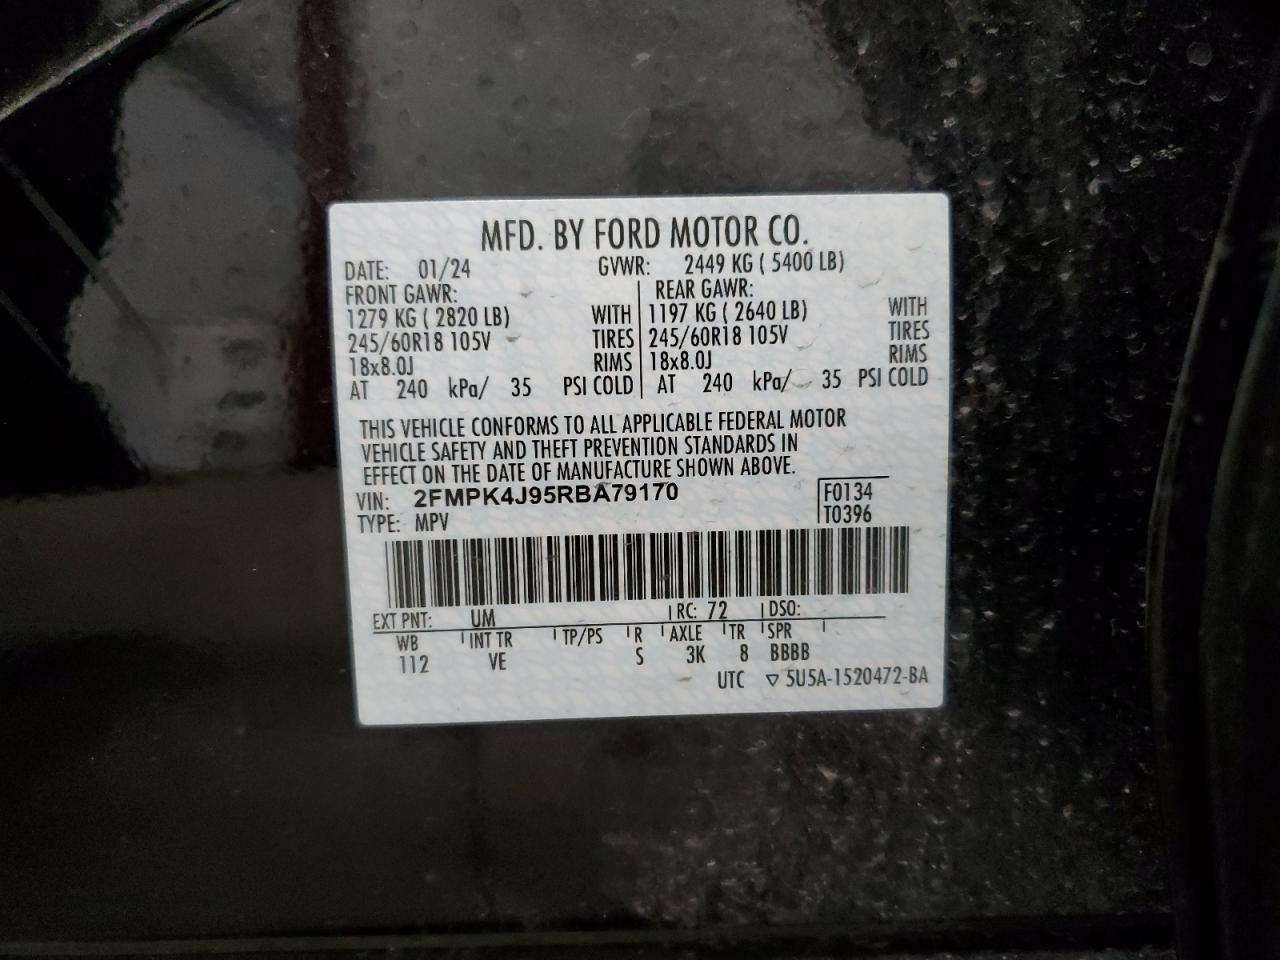 MFD. BY FORD MOTOR CO.
DATE: 01/24 GVWR: 2449 KG ( 5400 LB)
FRONT GAWR: REAR GAWR:
1279 KG ( 2820 LB) WITH 1197 KG ( 2640 LB) WITH
245/60R18 105V TIRES 245/60R18 105V TIRES
18x8.0J RIMS 18x8.0J RIMS
AT 240 kPa/ 35 PSI COLD AT 240 kPa/ 35 PSI COLD
THIS VEHICLE CONFORMS TO ALL APPLICABLE FEDERAL MOTOR
VEHICLE SAFETY AND THEFT PREVENTION STANDARDS IN
EFFECT ON THE DATE OF MANUFACTURE SHOWN ABOVE.
VIN: 2FMPK4J95RBA79170 F0134
TYPE: MPV T0396
EXT PNT: UM RC: 72 DSO:
WB INT TR TP/PS R AXLE TR SPR
112 VE S 3K 8 BBBB
UTC ▽ 5U5A-1520472-BA